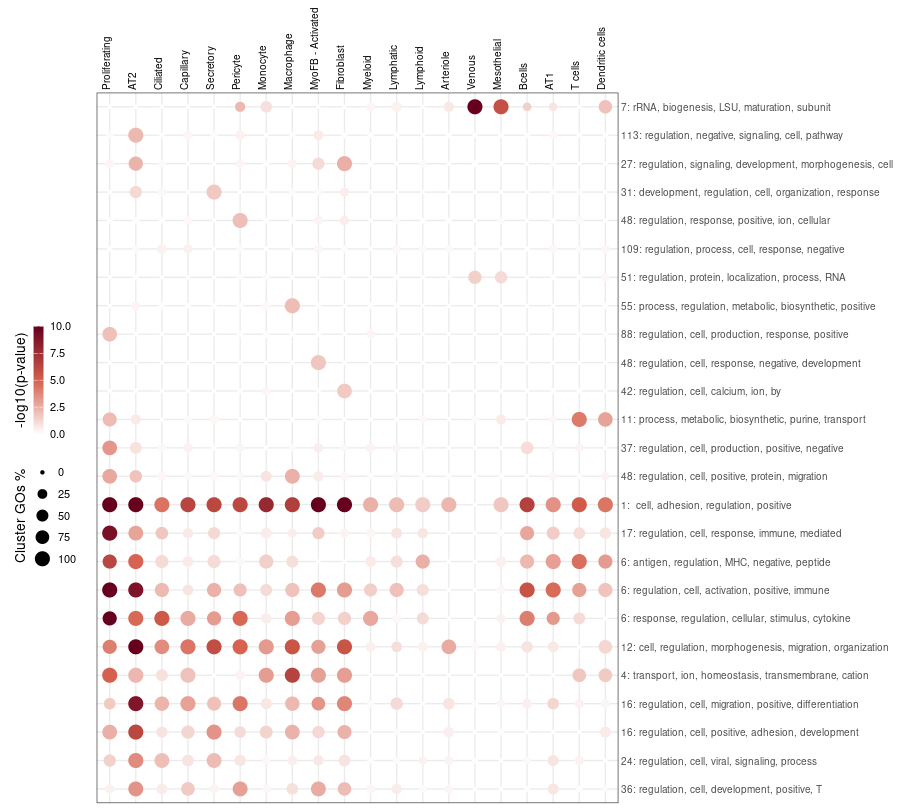 Proliferating
AT2
Ciliated
Capillary
Secretory
Pericyte
Monocyte
Macrophage
MyoFB - Activated
Fibroblast
Myeloid
Lymphatic
Lymphoid
Arteriole
Venous
Mesothelial
Bcells
AT1
T cells
Dendritic cells
7: rRNA, biogenesis, LSU, maturation, subunit
113: regulation, negative, signaling, cell, pathway
27: regulation, signaling, development, morphogenesis, cell
31: development, regulation, cell, organization, response
48: regulation, response, positive, ion, cellular
109: regulation, process, cell, response, negative
51: regulation, protein, localization, process, RNA
55: process, regulation, metabolic, biosynthetic, positive
88: regulation, cell, production, response, positive
48: regulation, cell, response, negative, development
42: regulation, cell, calcium, ion, by
11: process, metabolic, biosynthetic, purine, transport
37: regulation, cell, production, positive, negative
48: regulation, cell, positive, protein, migration
1: cell, adhesion, regulation, positive
17: regulation, cell, response, immune, mediated
6: antigen, regulation, MHC, negative, peptide
6: regulation, cell, activation, positive, immune
6: response, regulation, cellular, stimulus, cytokine
12: cell, regulation, morphogenesis, migration, organization
4: transport, ion, homeostasis, transmembrane, cation
16: regulation, cell, migration, positive, differentiation
16: regulation, cell, positive, adhesion, development
24: regulation, cell, viral, signaling, process
36: regulation, cell, development, positive, T
-log10(p-value)
10.0
7.5
5.0
2.5
0.0
Cluster GOs %
0
25
50
75
100